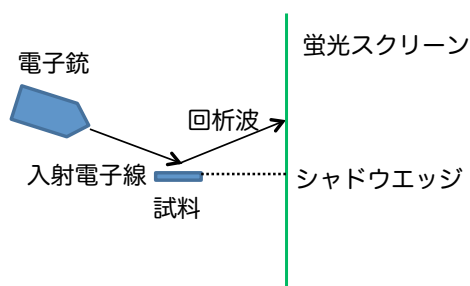 蛍光スクリーン
電子銃
回析波
入射電子線
シャドウエッジ
試料